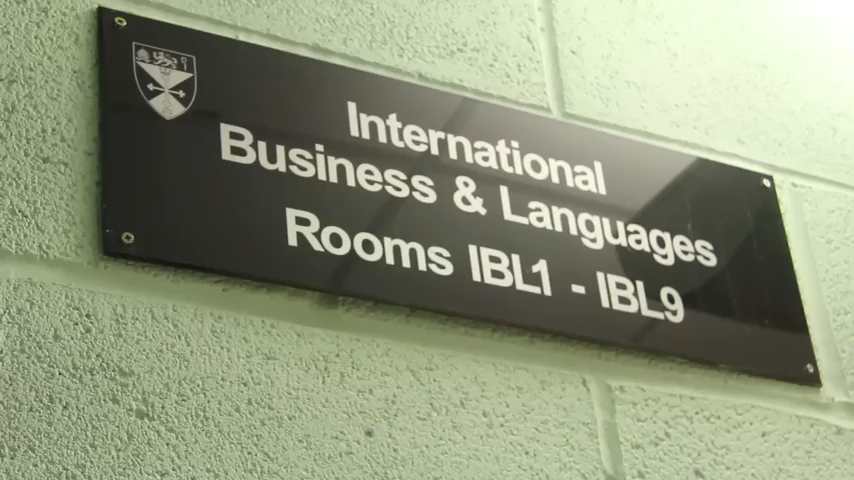 International
Business & Languages
Rooms IBL1 - IBL9